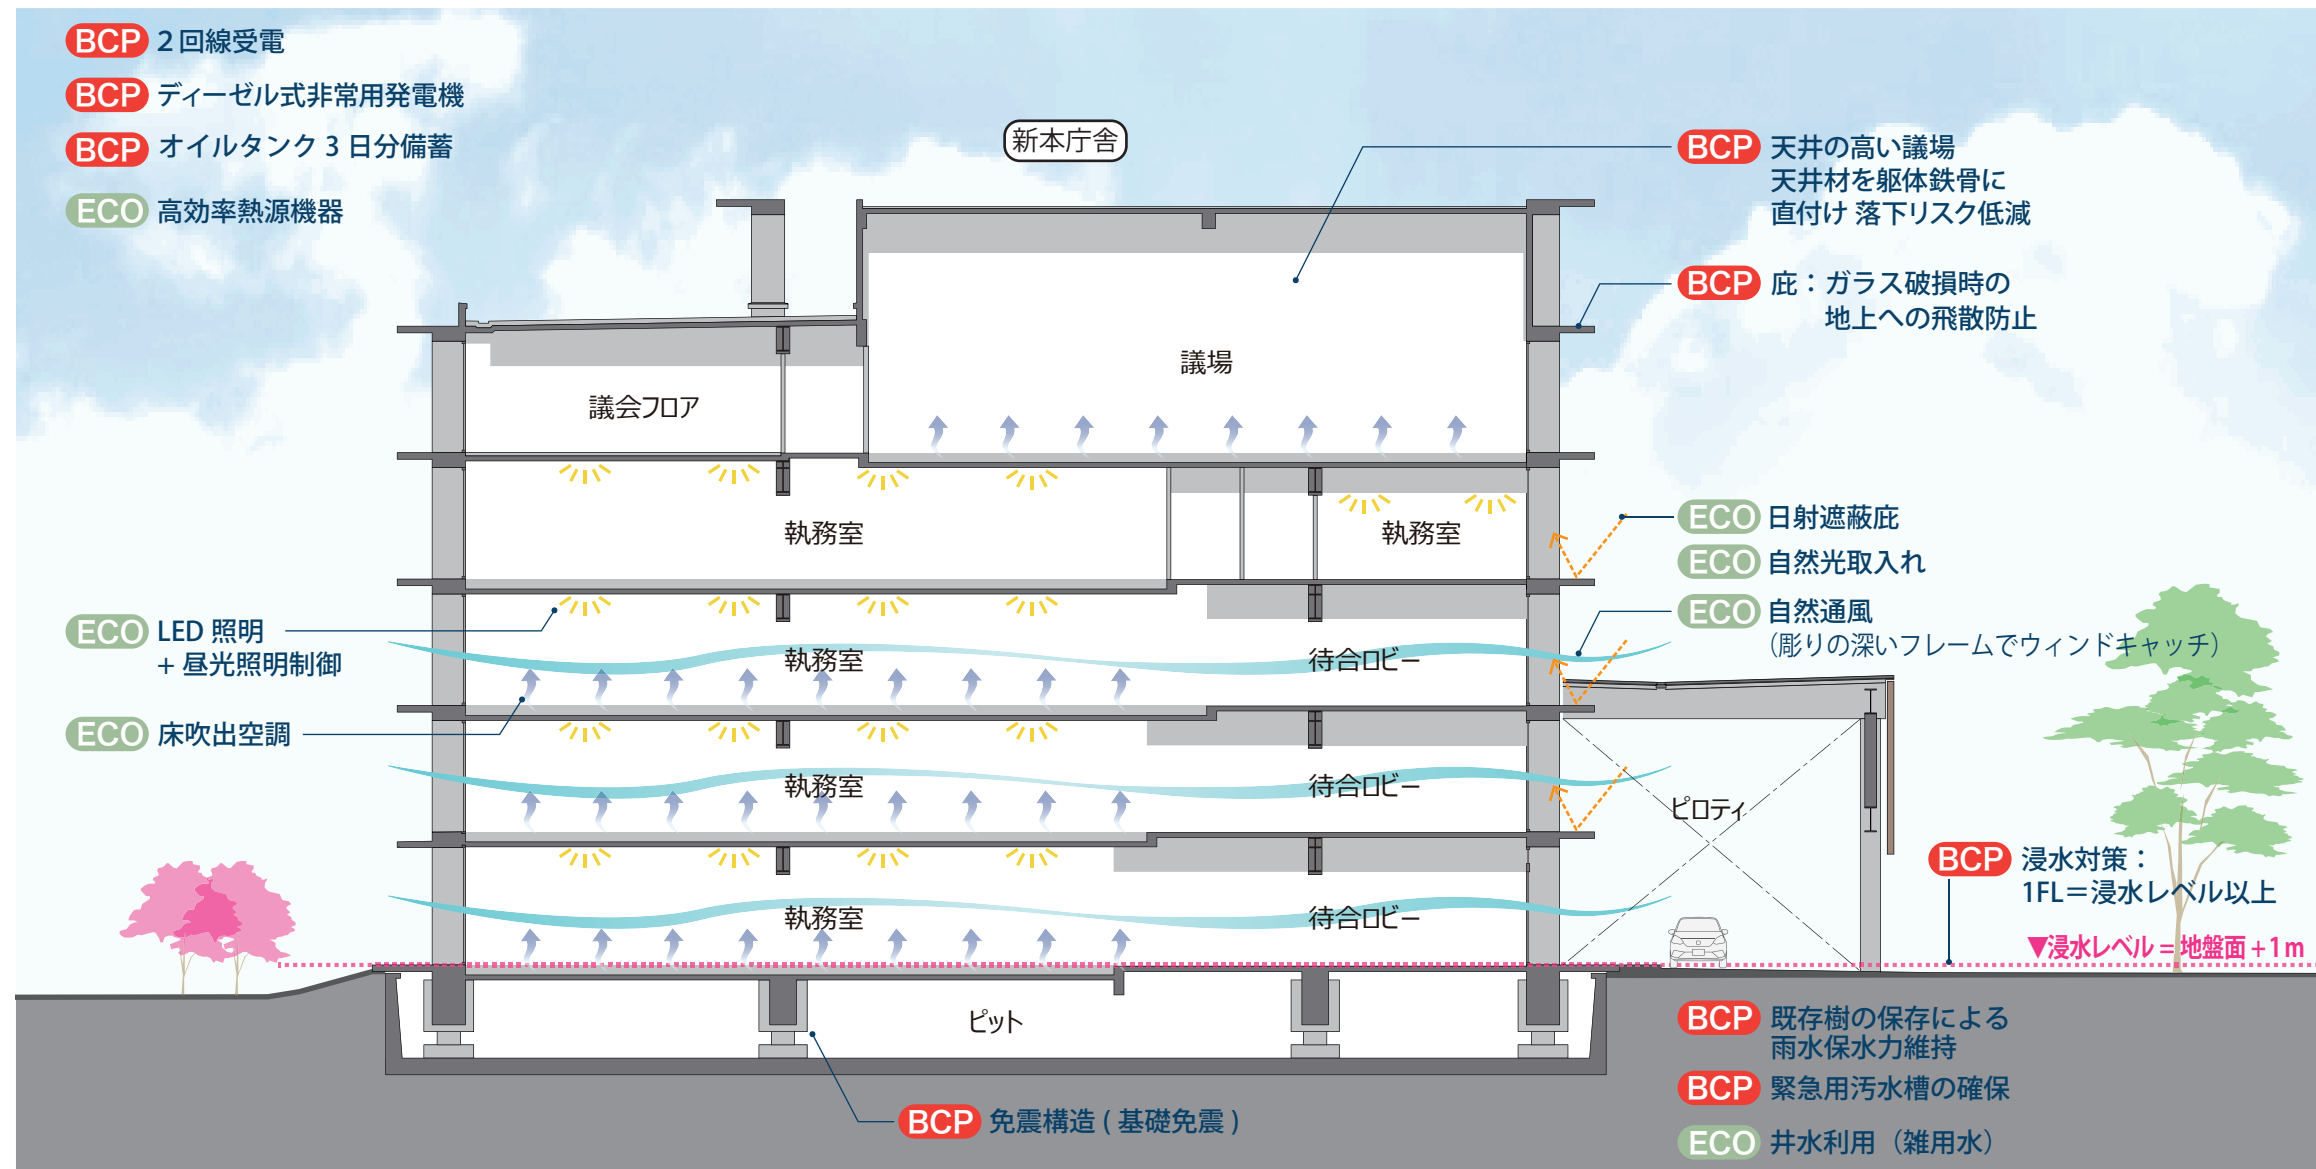 BCP 2回線受電
BCP ディーゼル式非常用発電機
BCP オイルタンク 3 日分備蓄
ECO 高効率熱源機器
新本庁舎
BCP 天井の高い議場
天井材を躯体鉄骨に
直付け 落下リスク低減
BCP 庇：ガラス破損時の
地上への飛散防止
議場
議会フロア
執務室
執務室
ECO 日射遮蔽庇
ECO 自然光取入れ
ECO 自然通風
（彫りの深いフレームでウィンドキャッチ）
ECO LED 照明
+ 昼光照明制御
執務室
待合ロビー
ECO 床吹出空調
執務室
待合ロビー
ピロティ
BCP 浸水対策：
1FL＝浸水レベル以上
執務室
待合ロビー
▼浸水レベル = 地盤面 + 1 m
ピット
BCP 既存樹の保存による
雨水保水力維持
BCP 緊急用汚水槽の確保
BCP 免震構造 ( 基礎免震 )
ECO 井水利用（雑用水）